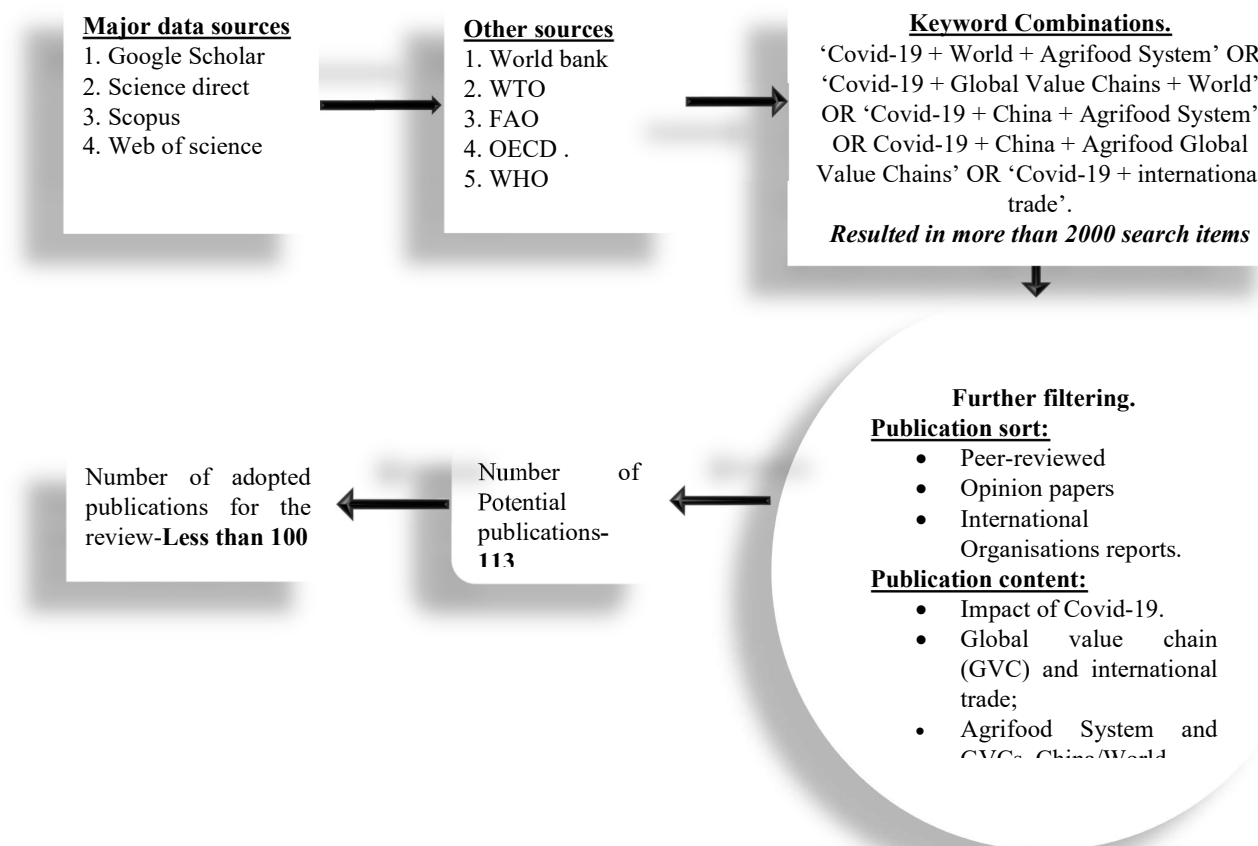 Major data sources
1. Google Scholar
2. Science direct
3. Scopus
4. Web of science
Other sources
1. World bank
2. WTO
3. FAO
4. OECD .
5. WHO
Keyword Combinations.
‘Covid-19 + World + Agrifood System’ OR
‘Covid-19 + Global Value Chains + World’
OR ‘Covid-19 + China + Agrifood System’
OR Covid-19 + China + Agrifood Global
Value Chains’ OR ‘Covid-19 + internationa
trade’.
Resulted in more than 2000 search items
Further filtering.
Publication sort:
• Peer-reviewed
• Opinion papers
• International
Organisations reports.
Publication content:
• Impact of Covid-19.
• Global value chain
(GVC) and international
trade;
• Agrifood System and
GVCs, China/World
Number of
Potential
publications-
113
Number of adopted
publications for the
review-Less than 100